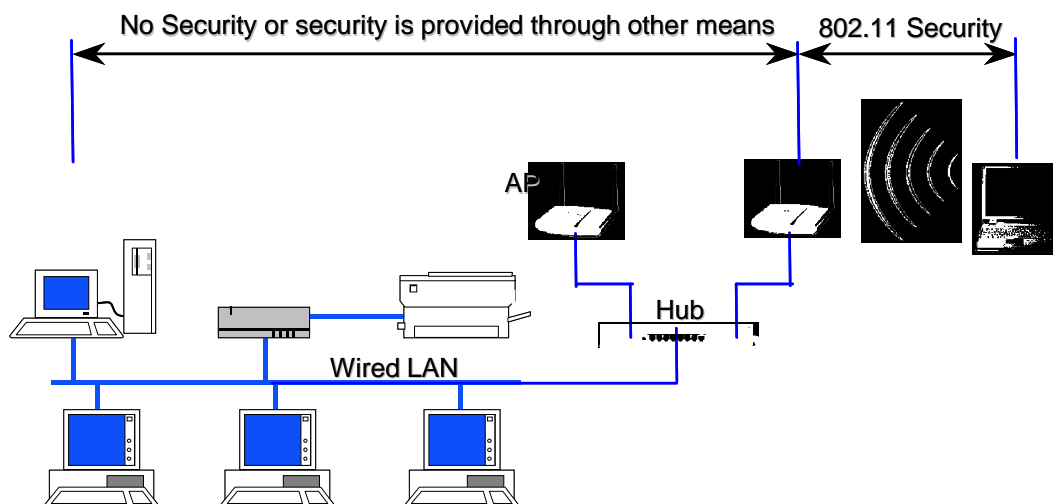 No Security or security is provided through other means
802.11 Security
AP
Hub
Wired LAN